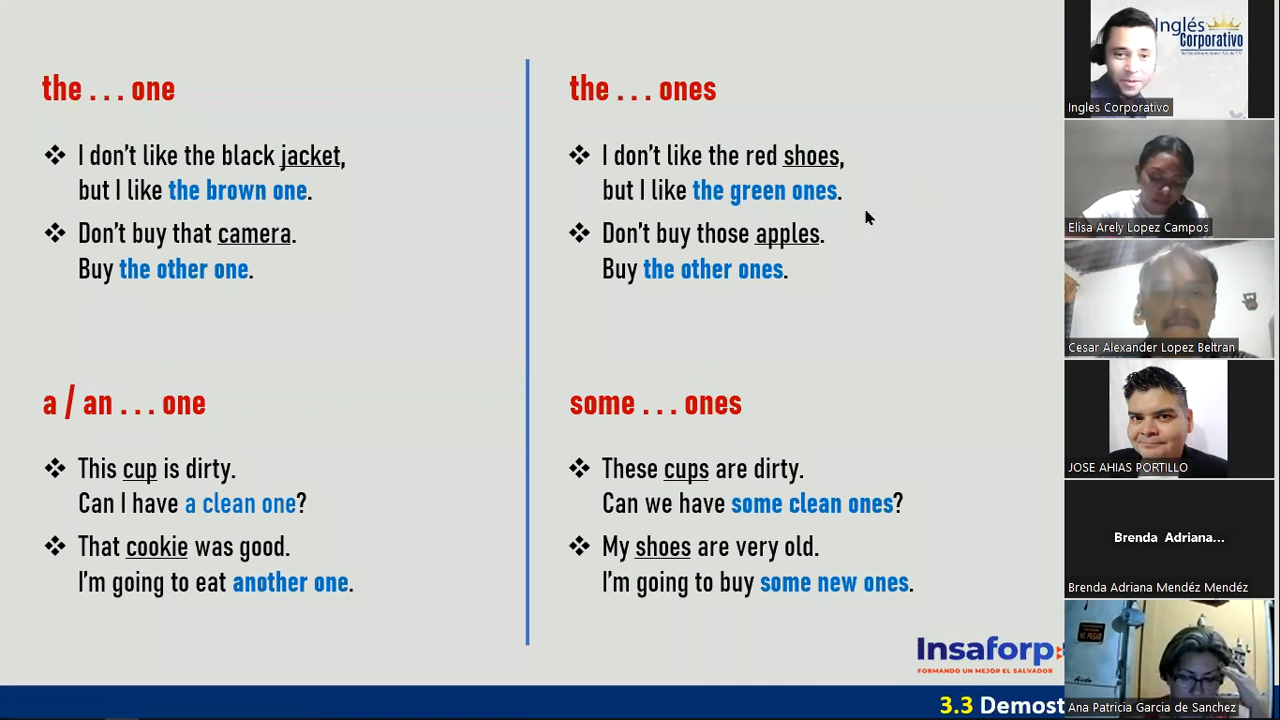 the . . . one
❖ I don't like the black jacket,
but I like the brown one.
❖ Don't buy that camera.
Buy the other one.
the . . . ones
❖ I don't like the red shoes,
but I like the green ones.
❖ Don't buy those apples.
Buy the other ones.
a / an . . . one
❖ This cup is dirty.
Can I have a clean one?
❖ That cookie was good.
I'm going to eat another one.
some . . . ones
❖ These cups are dirty.
Can we have some clean ones?
❖ My shoes are very old.
I'm going to buy some new ones.
Insaforp
FORMANDO UN MEJOR EL SALVADOR
3.3 Demost
Inglés
Corporativo
Ingles Corporativo
Elisa Arely Lopez Campos
Cesar Alexander Lopez Beltran
JOSE AHIAS PORTILLO
Brenda Adriana...
Brenda Adriana Mendéz Mendéz
NO PASAR
Ana Patricia Garcia de Sanchez